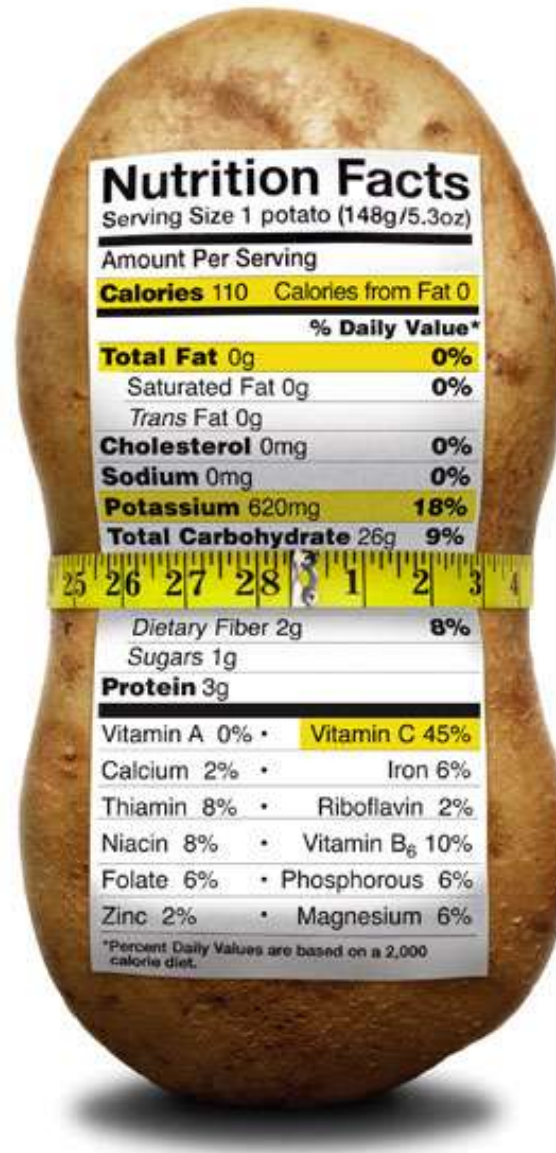 Nutrition Facts
Serving Size 1 potato (148g/5.3oz)
Amount Per Serving
Calories 110 Calories from Fat 0
% Daily Value*
Total Fat 0g 0%
Saturated Fat 0g 0%
Trans Fat 0g
Cholesterol 0mg 0%
Sodium 0mg 0%
Potassium 620mg 18%
Total Carbohydrate 26g 9%
25 26 27 28 1 2 3 4
Dietary Fiber 2g 8%
Sugars 1g
Protein 3g
Vitamin A 0% • Vitamin C 45%
Calcium 2% • Iron 6%
Thiamin 8% • Riboflavin 2%
Niacin 8% • Vitamin B₆ 10%
Folate 6% • Phosphorous 6%
Zinc 2% • Magnesium 6%
*Percent Daily Values are based on a 2,000
calorie diet.